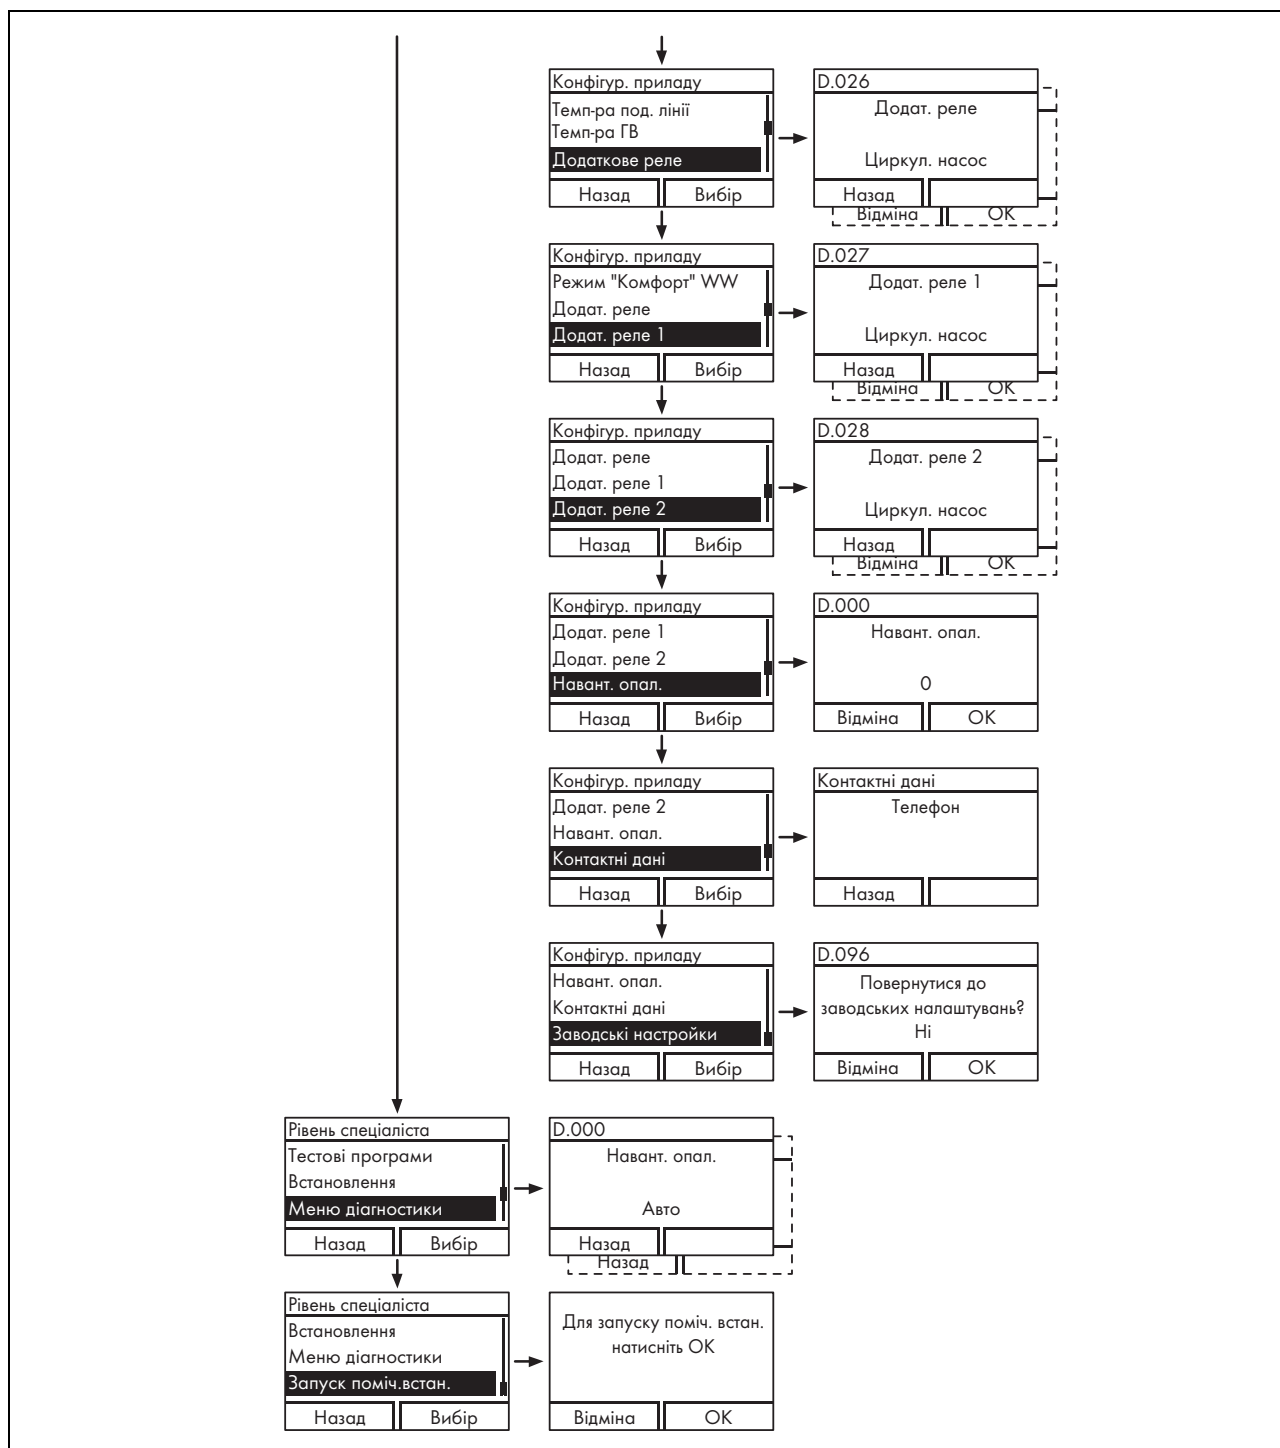 Конфігур. приладу
Темп-ра под. лінії
Темп-ра ГВ
Додаткове реле
Назад Вибір
D.026
Додат. реле
Циркул. насос
Назад
Відміна OK
Конфігур. приладу
Режим "Комфорт" WW
Додат. реле
Додат. реле 1
Назад Вибір
D.027
Додат. реле 1
Циркул. насос
Назад
Відміна OK
Конфігур. приладу
Додат. реле
Додат. реле 1
Додат. реле 2
Назад Вибір
D.028
Додат. реле 2
Циркул. насос
Назад
Відміна OK
Конфігур. приладу
Додат. реле 1
Додат. реле 2
Навант. опал.
Назад Вибір
D.000
Навант. опал.
0
Відміна OK
Конфігур. приладу
Додат. реле 2
Навант. опал.
Контактні дані
Назад Вибір
Контактні дані
Телефон
Назад
Конфігур. приладу
Навант. опал.
Контактні дані
Заводські настройки
Назад Вибір
D.096
Повернутися до
заводських налаштувань?
Ні
Відміна OK
Рівень спеціаліста
Тестові програми
Встановлення
Меню діагностики
Назад Вибір
D.000
Навант. опал.
Авто
Назад
Назад
Рівень спеціаліста
Встановлення
Меню діагностики
Запуск поміч.встан.
Назад Вибір
Для запуску поміч. встан.
натисніть OK
Відміна OK